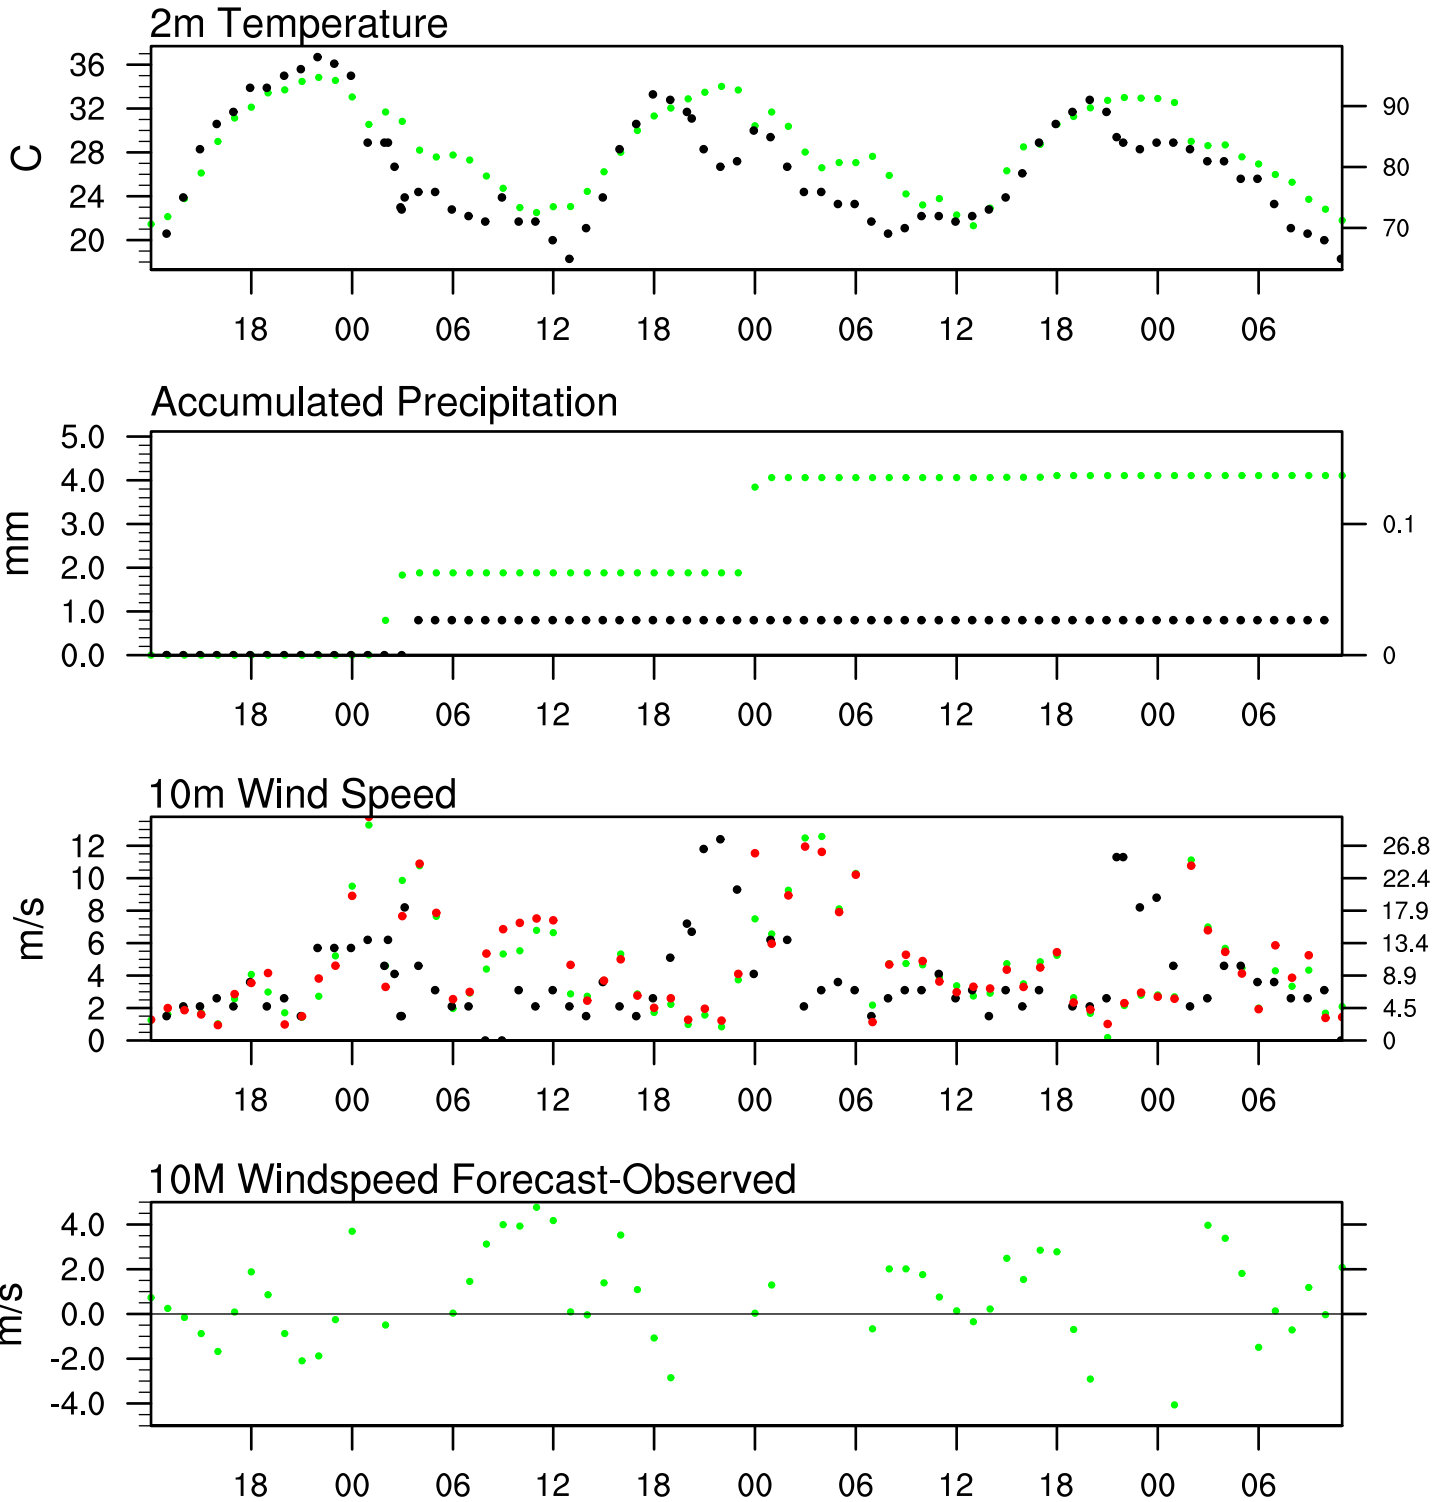 2m Temperature
36
32
28
24
20
C
90
80
70
18 00 06 12 18 00 06 12 18 00 06
Accumulated Precipitation
5.0
4.0
3.0
2.0
1.0
0.0
mm
0.1
0
18 00 06 12 18 00 06 12 18 00 06
10m Wind Speed
12
10
8
6
4
2
0
m/s
26.8
22.4
17.9
13.4
8.9
4.5
0
18 00 06 12 18 00 06 12 18 00 06
10M Windspeed Forecast-Observed
4.0
2.0
0.0
-2.0
-4.0
m/s
18 00 06 12 18 00 06 12 18 00 06